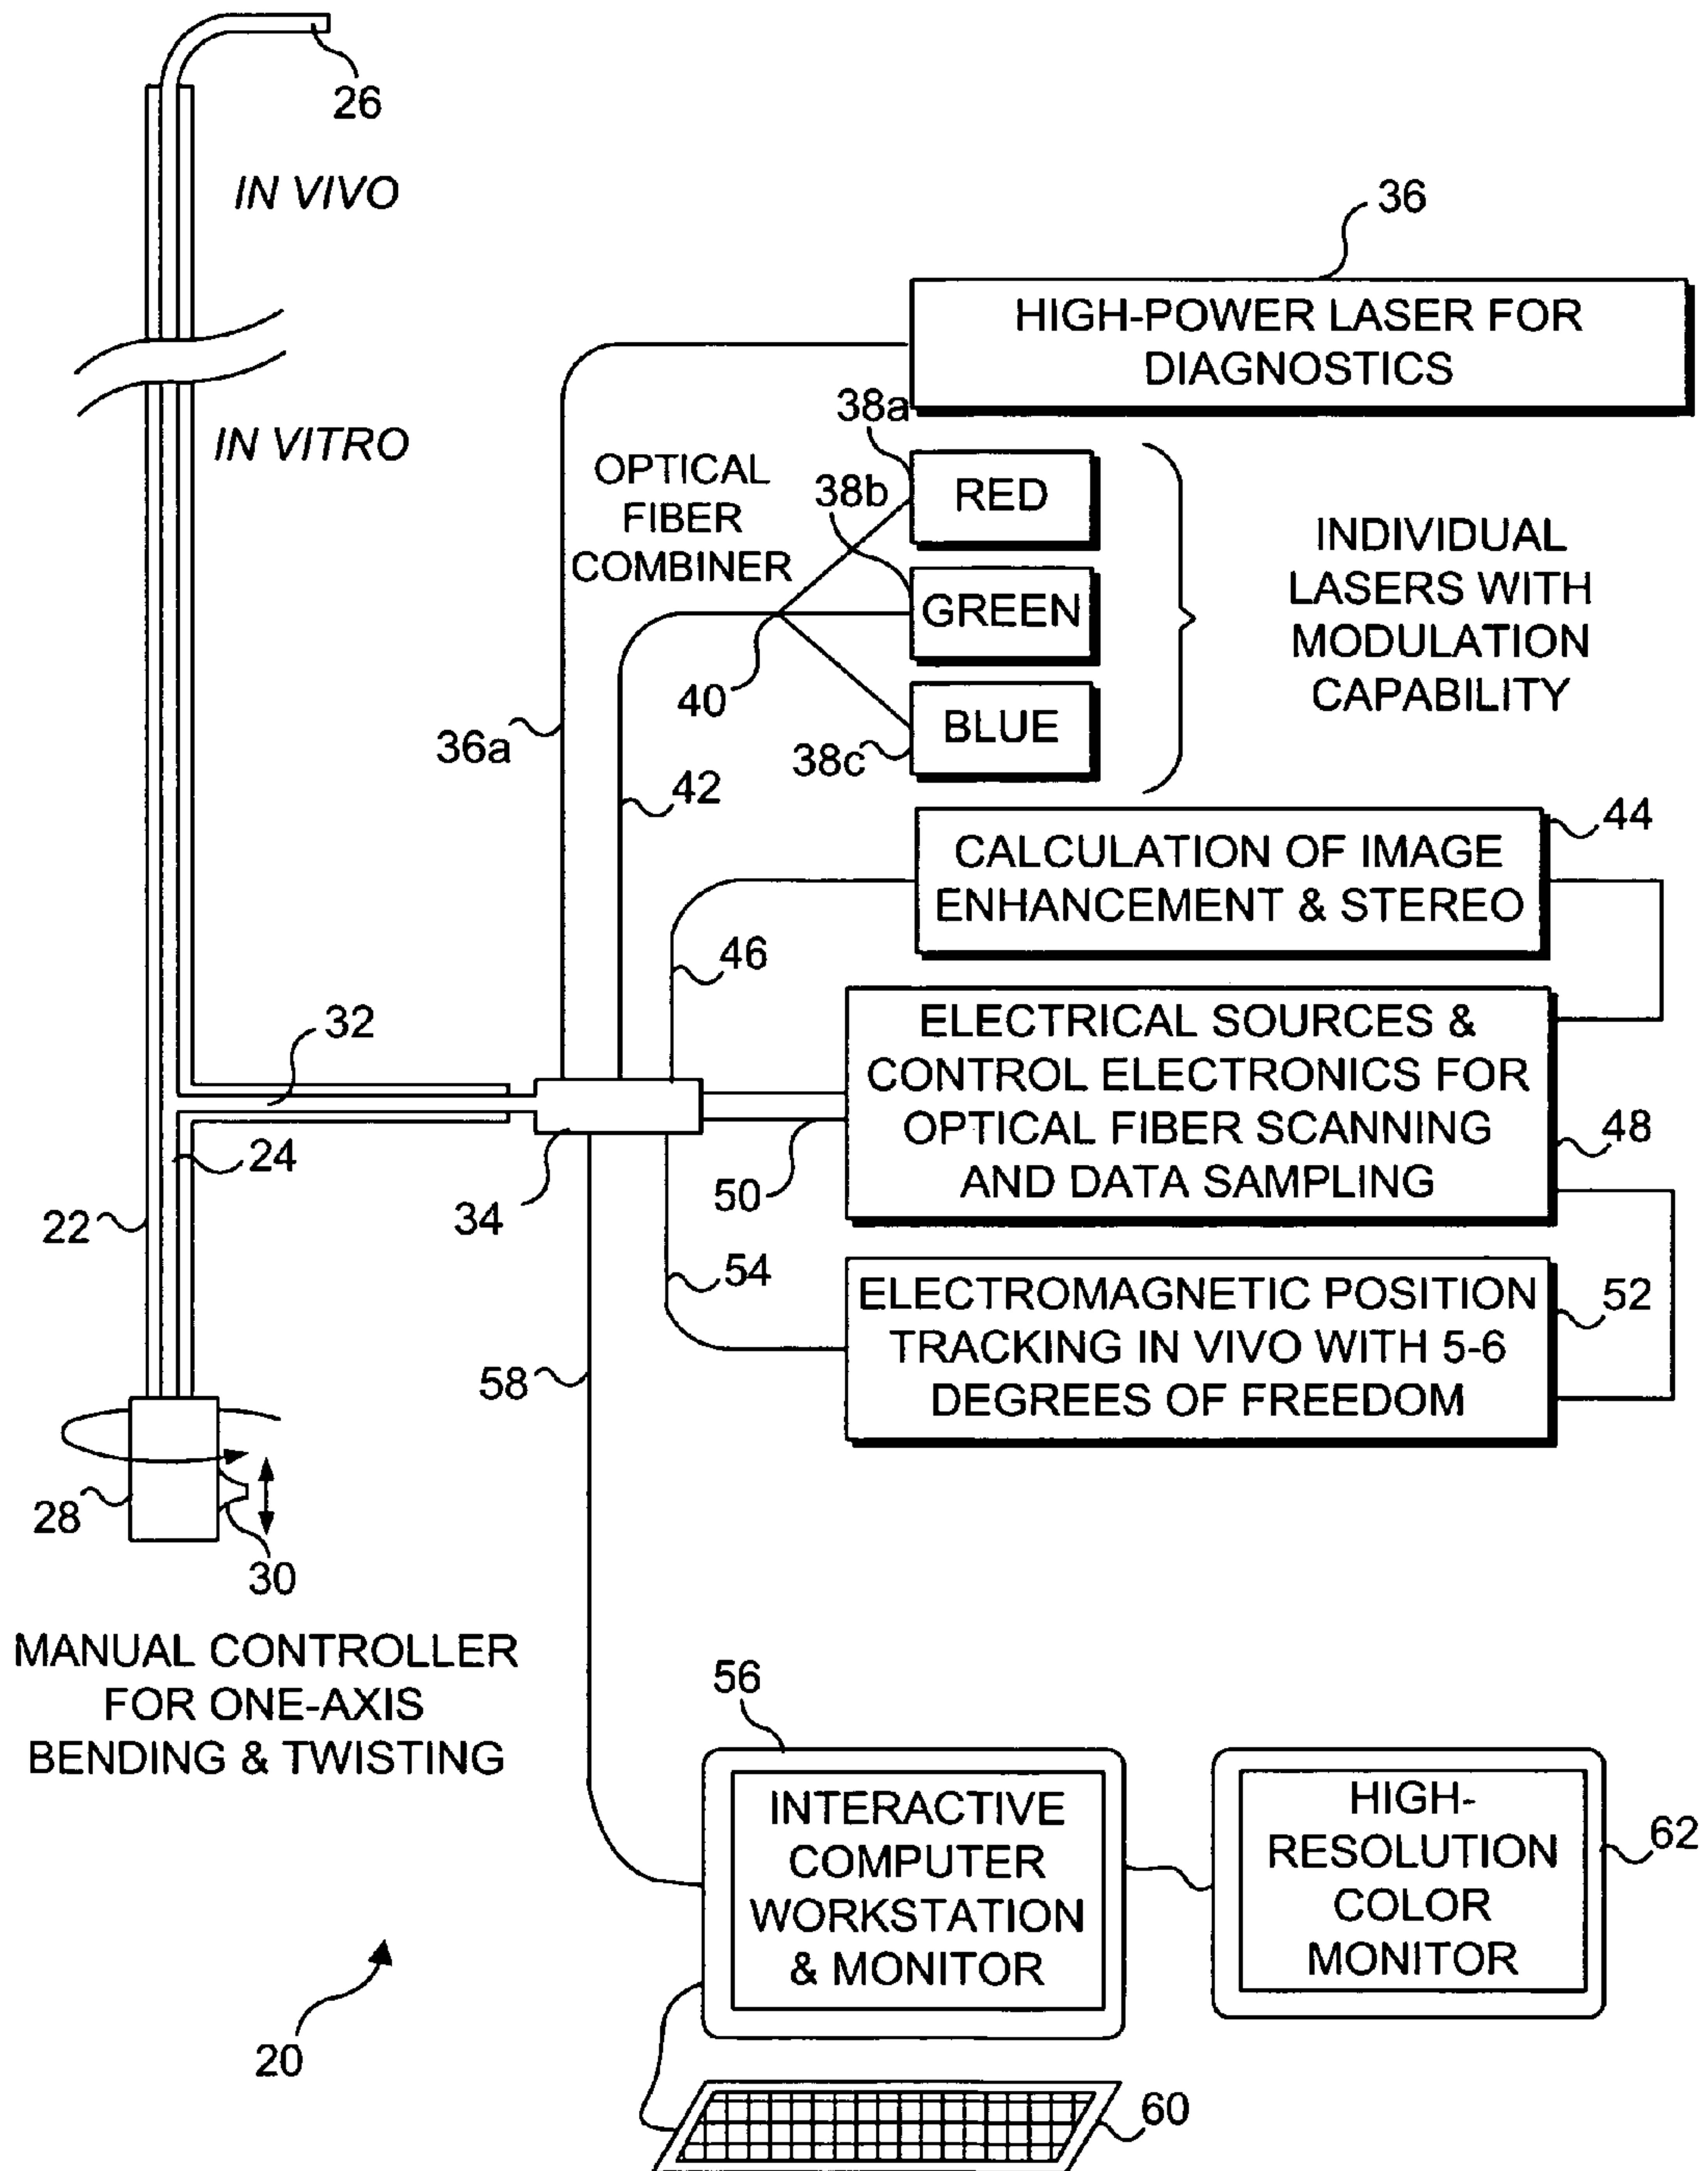 26
IN VIVO
36
HIGH-POWER LASER FOR
DIAGNOSTICS
IN VITRO
OPTICAL
FIBER
COMBINER
38a
RED
38b
GREEN
38c
BLUE
INDIVIDUAL
LASERS WITH
MODULATION
CAPABILITY
40
36a
42
44
CALCULATION OF IMAGE
ENHANCEMENT & STEREO
46
32
ELECTRICAL SOURCES &
CONTROL ELECTRONICS FOR
OPTICAL FIBER SCANNING
AND DATA SAMPLING
48
24
50
34
22
54
ELECTROMAGNETIC POSITION
TRACKING IN VIVO WITH 5-6
DEGREES OF FREEDOM
52
58
28
30
MANUAL CONTROLLER
FOR ONE-AXIS
BENDING & TWISTING
56
INTERACTIVE
COMPUTER
WORKSTATION
& MONITOR
HIGH-
RESOLUTION
COLOR
MONITOR
62
20
60